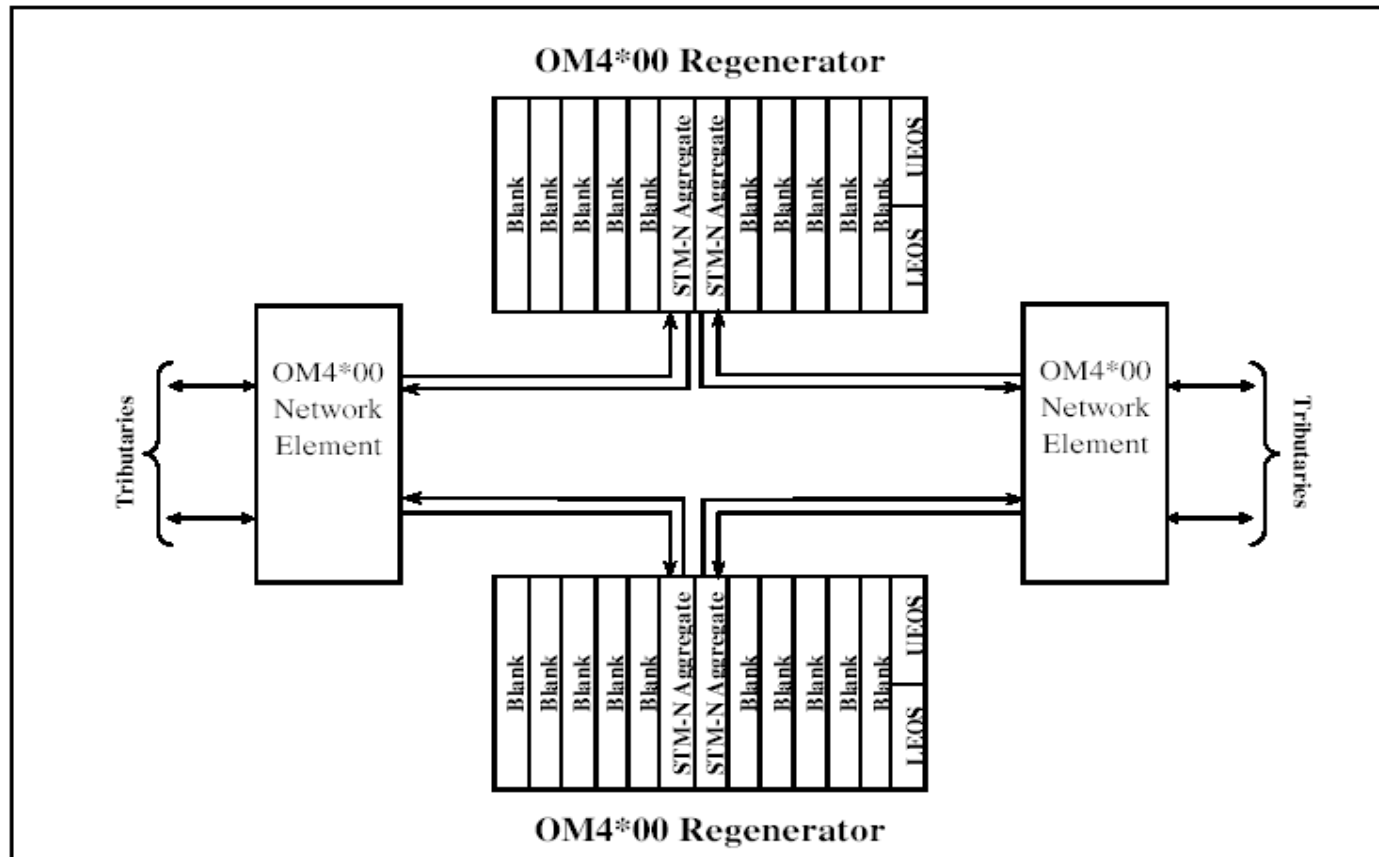 OM4*00 Regenerator
Blank
Blank
Blank
Blank
Blank
STM-N Aggregate
STM-N Aggregate
Blank
Blank
Blank
Blank
Blank
UEOS
LEOS
Tributaries
OM4*00
Network
Element
OM4*00
Network
Element
Tributaries
Blank
Blank
Blank
Blank
Blank
STM-N Aggregate
STM-N Aggregate
Blank
Blank
Blank
Blank
Blank
UEOS
LEOS
OM4*00 Regenerator